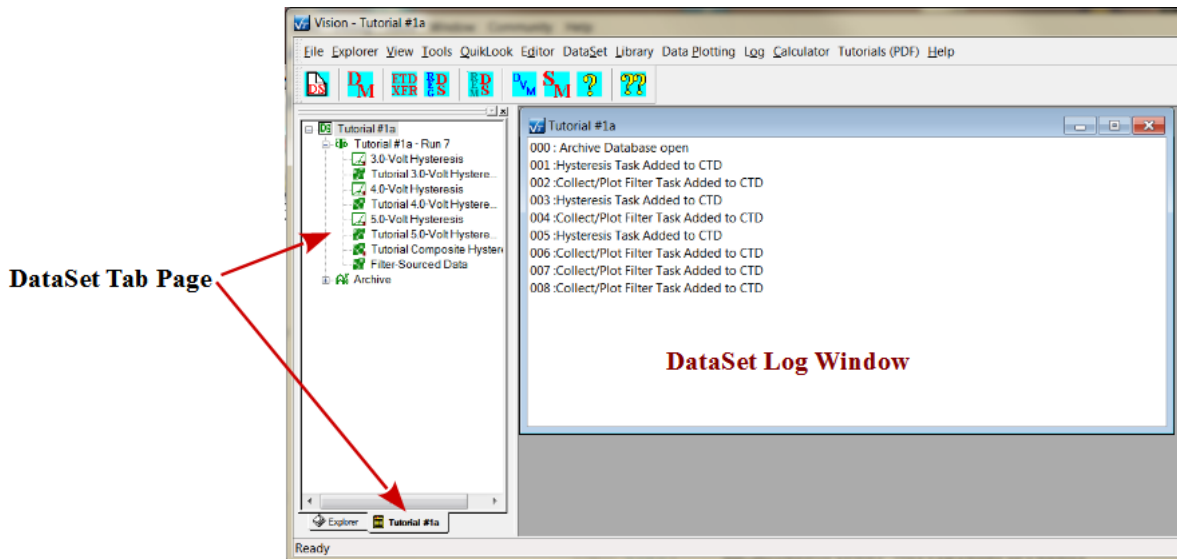 Vision - Tutorial #1a
Window Community Help
File Explorer View Tools QuikLook Editor DataSet Library Data Plotting Log Calculator Tutorials (PDF) Help
DS DM FTD XFR DS DS DVM SM ? ??
Tutorial #1a
Tutorial #1a - Run 7
3.0-Volt Hysteresis
Tutorial 3.0-Volt Hystere...
4.0-Volt Hysteresis
Tutorial 4.0-Volt Hystere...
5.0-Volt Hysteresis
Tutorial 5.0-Volt Hystere...
Tutorial Composite Hystere
Filter-Sourced Data
Archive
DataSet Tab Page
Explorer
Tutorial #1a
Ready
Tutorial #1a
000 : Archive Database open
001 :Hysteresis Task Added to CTD
002 :Collect/Plot Filter Task Added to CTD
003 :Hysteresis Task Added to CTD
004 :Collect/Plot Filter Task Added to CTD
005 :Hysteresis Task Added to CTD
006 :Collect/Plot Filter Task Added to CTD
007 :Collect/Plot Filter Task Added to CTD
008 :Collect/Plot Filter Task Added to CTD
DataSet Log Window